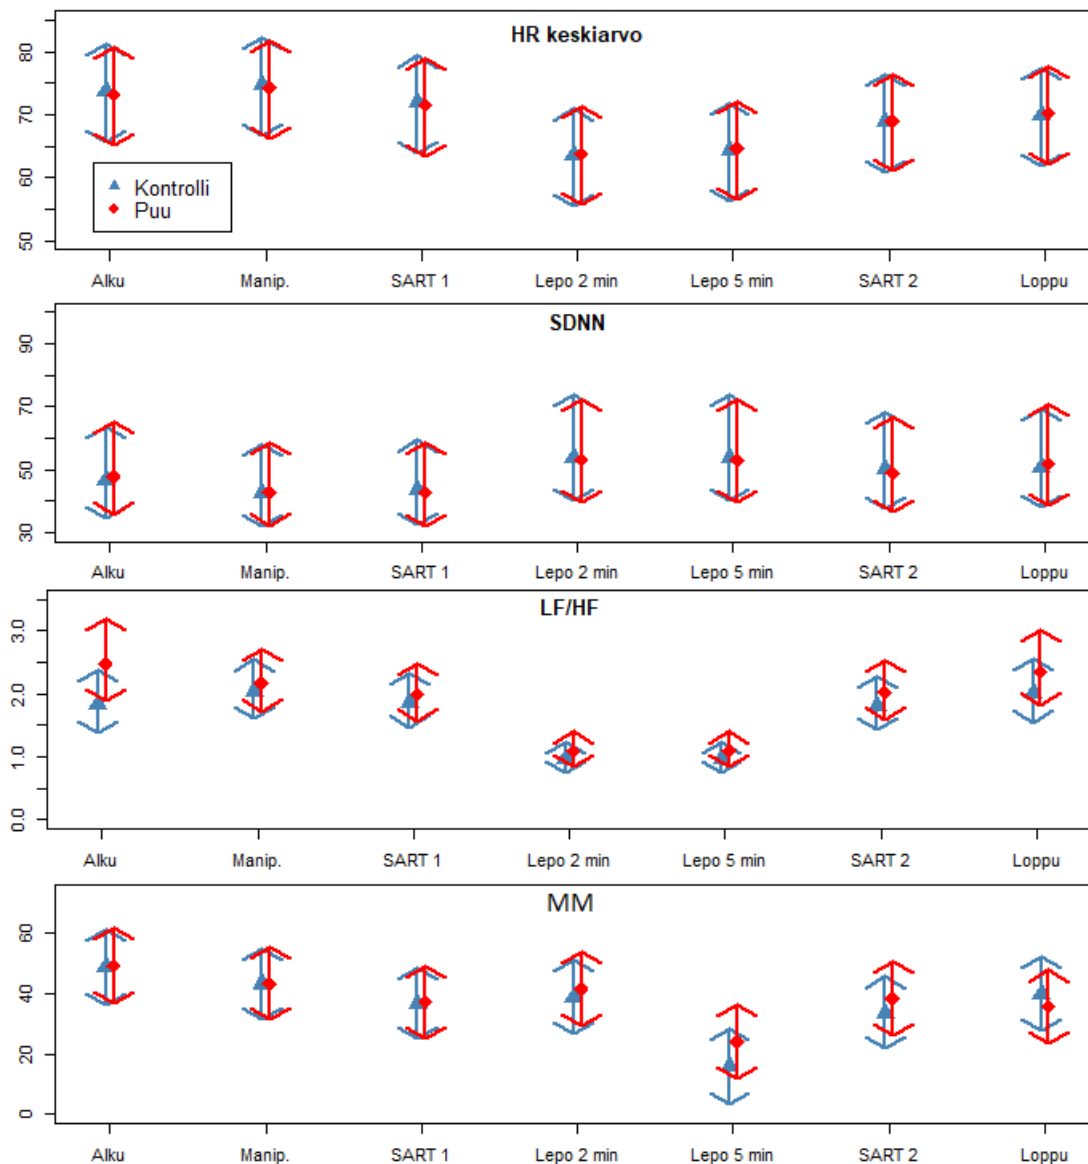 HR keskiarvo
80
70
60
50
Kontrolli
Puu
Alku Manip. SART 1 Lepo 2 min Lepo 5 min SART 2 Loppu
SDNN
90
70
50
30
Alku Manip. SART 1 Lepo 2 min Lepo 5 min SART 2 Loppu
LF/HF
3.0
2.0
1.0
0.0
Alku Manip. SART 1 Lepo 2 min Lepo 5 min SART 2 Loppu
MM
60
40
20
0
Alku Manip. SART 1 Lepo 2 min Lepo 5 min SART 2 Loppu